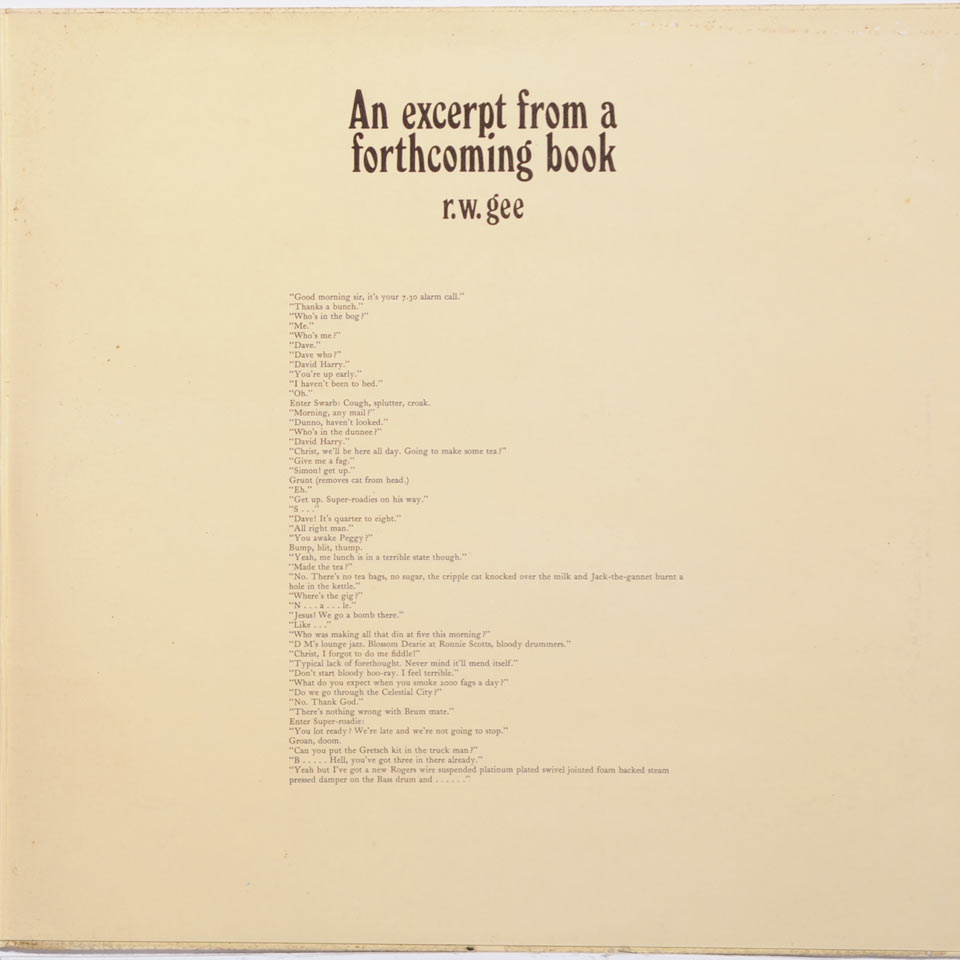 An excerpt from a
forthcoming book
r.w. gee
"Good morning sir, it's your 7.30 alarm call."
"Thanks a bunch."
"Who's in the bog?"
"Me."
"Who's me?"
"Dave."
"Dave who?"
"David Harry."
"You're up early."
"I haven't been to bed."
"Oh."
Enter Swarb: Cough, splutter, croak.
"Morning, any mail?"
"Dunno, haven't looked."
"Who's in the dunnee?"
"David Harry."
"Christ, we'll be here all day. Going to make some tea?"
"Give me a fag."
"Simon! get up."
Grunt (removes cat from head.)
"Eh."
"Get up. Super-roadies on his way."
"S . . ."
"Dave! It's quarter to eight."
"All right man."
"You awake Peggy?"
Bump, blit, thump.
"Yeah, me lunch is in a terrible state though."
"Made the tea?"
"No. There's no tea bags, no sugar, the cripple cat knocked over the milk and Jack-the-gannet burnt a
hole in the kettle."
"Where's the gig?"
"N . . . a . . . le."
"Jesus! We go a bomb there."
"Like . . ."
"Who was making all that din at five this morning?"
"D M's lounge jazz. Blossom Dearie at Ronnie Scotts, bloody drummers."
"Christ, I forgot to do me fiddle!"
"Typical lack of forethought. Never mind it'll mend itself."
"Don't start bloody hoo-ray. I feel terrible."
"What do you expect when you smoke 2000 fags a day?"
"Do we go through the Celestial City?"
"No. Thank God."
"There's nothing wrong with Brum mate."
Enter Super-roadie:
"You lot ready? We're late and we're not going to stop."
Groan, doom.
"Can you put the Gretsch kit in the truck man?"
"B . . . . . Hell, you've got three in there already."
"Yeah but I've got a new Rogers wire suspended platinum plated swivel jointed foam backed steam
pressed damper on the Bass drum and . . . . . ."